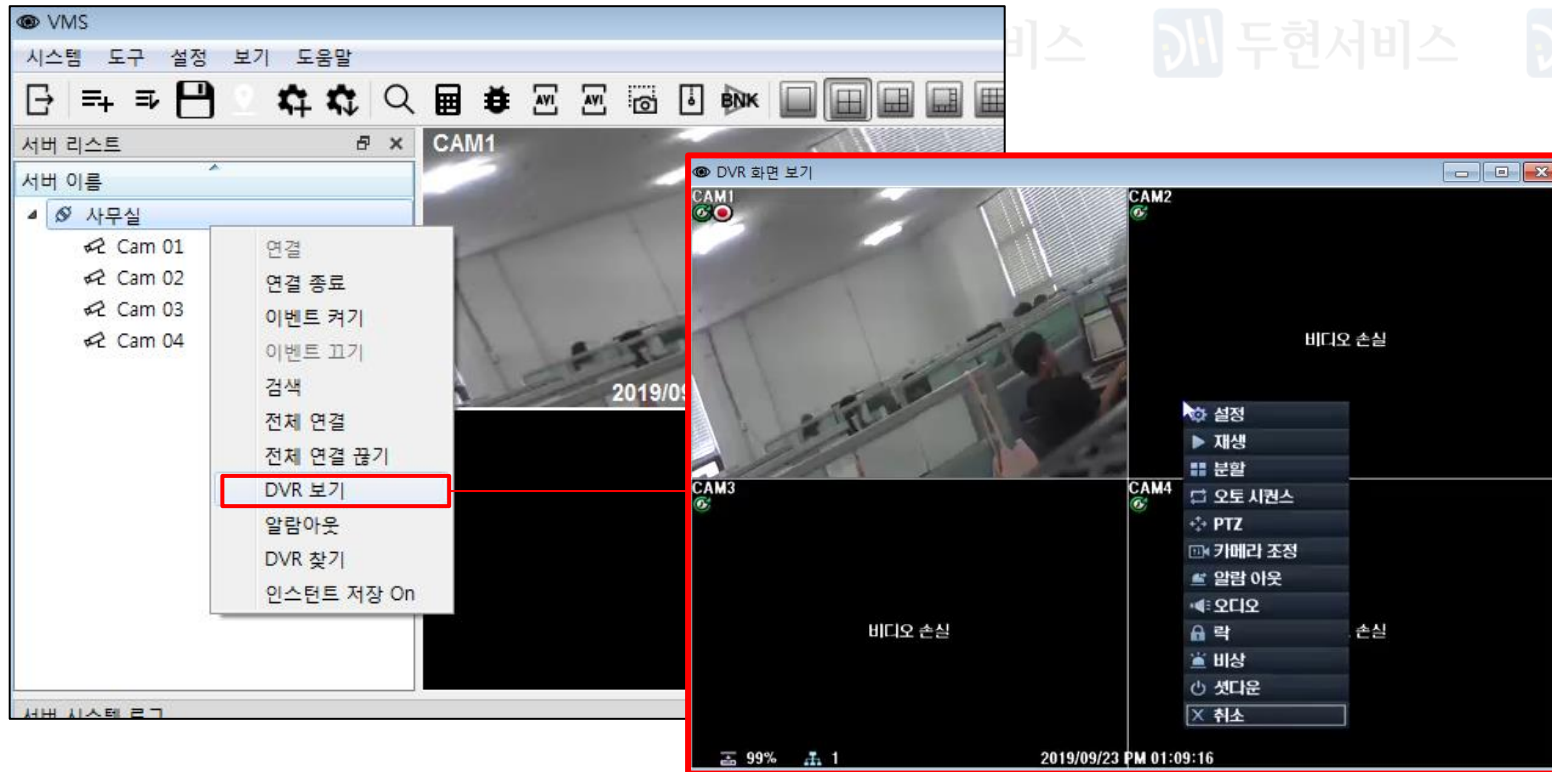 VMS
비스
두현서비스
시스템 도구 설정 보기 도움말
AVI AVI BNK
서버 리스트
서버 이름
사무실
Cam 01
Cam 02
Cam 03
Cam 04
연결
연결 종료
이벤트 켜기
이벤트 끄기
검색
전체 연결
전체 연결 끊기
DVR 보기
알람아웃
DVR 찾기
인스턴트 저장 On
CAM1
2019/09
서버 시스템 로그
DVR 화면 보기
CAM1
CAM2
비디오 손실
CAM3
비디오 손실
CAM4
손실
설정
재생
분할
오토 시퀀스
PTZ
카메라 조정
알람 아웃
오디오
락
비상
셧다운
취소
99% 1 2019/09/23 PM 01:09:16